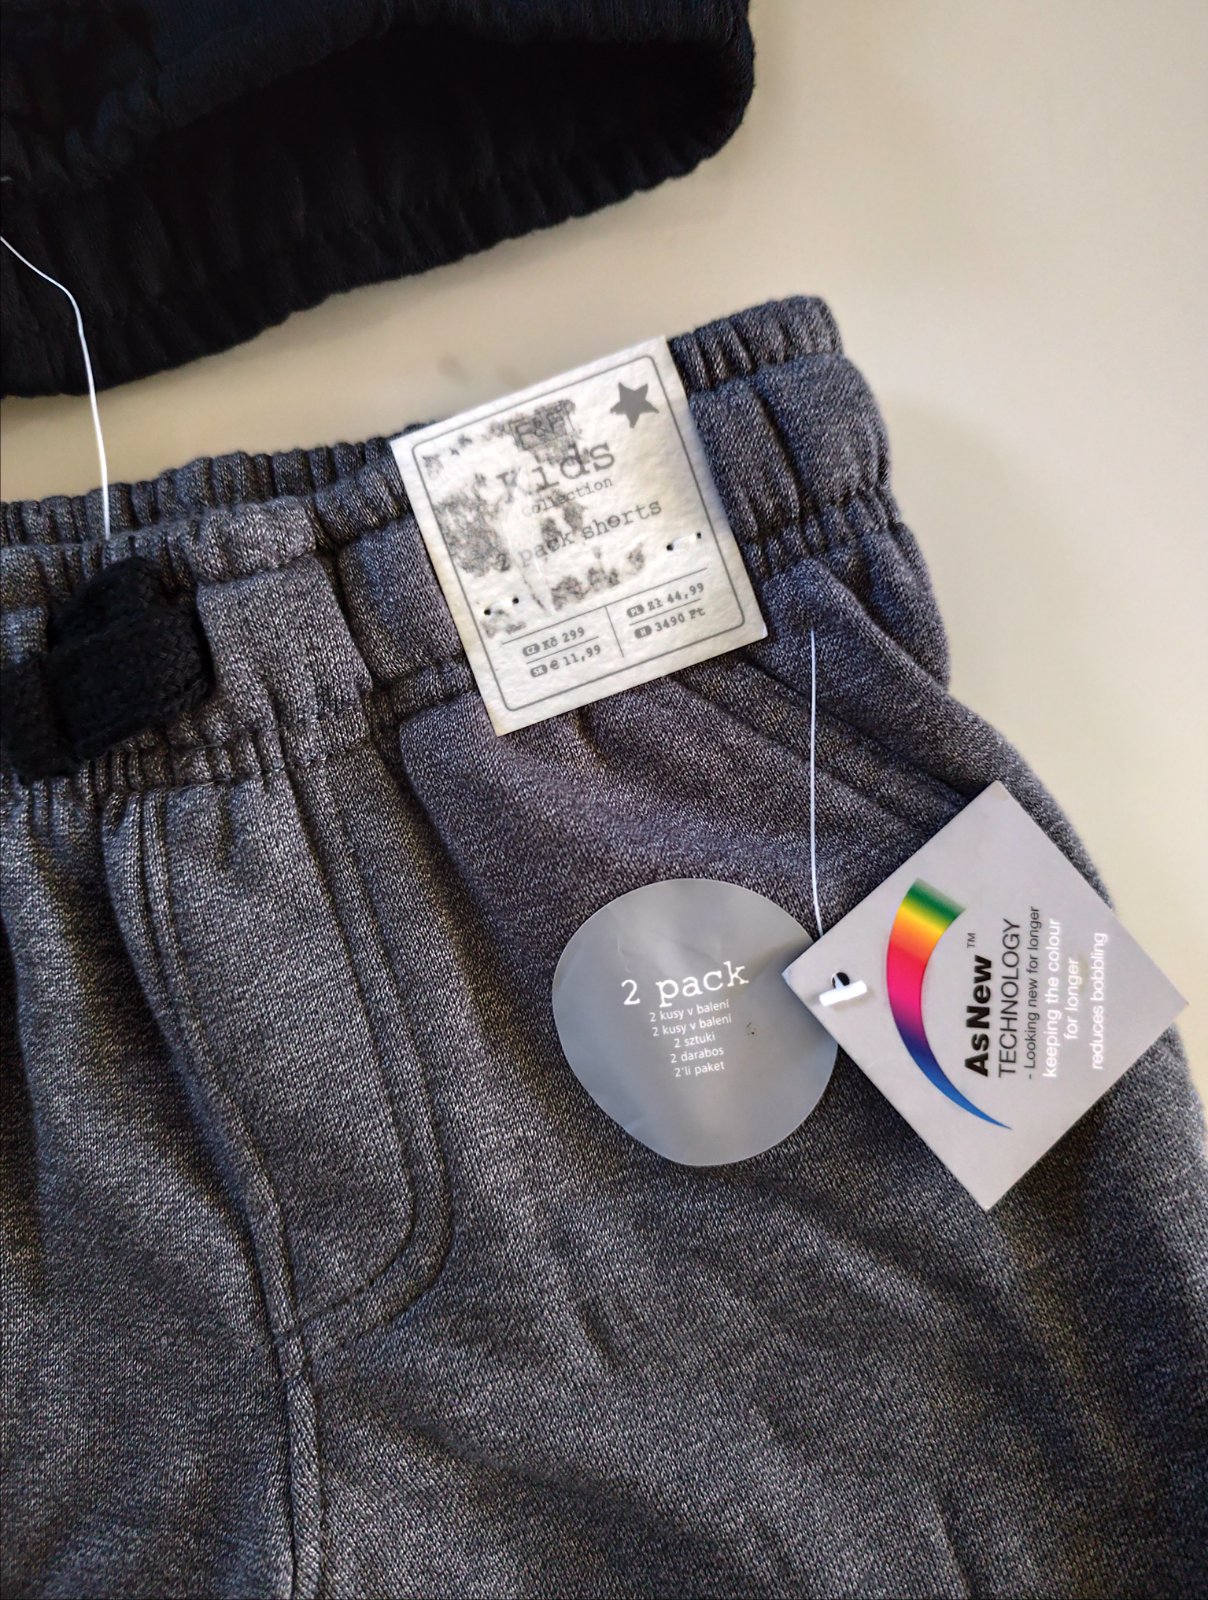 F&F
Kids
Collection
2 pack shorts
CZ Kč 299
SK € 11,99
PL Zł 44,99
H 3490 Ft
2 pack
2 kusy v balení
2 kusy v balení
2 sztuki
2 darabos
2'li paket
AsNew™
TECHNOLOGY
- Looking new for longer
keeping the colour
for longer
reduces bobbling